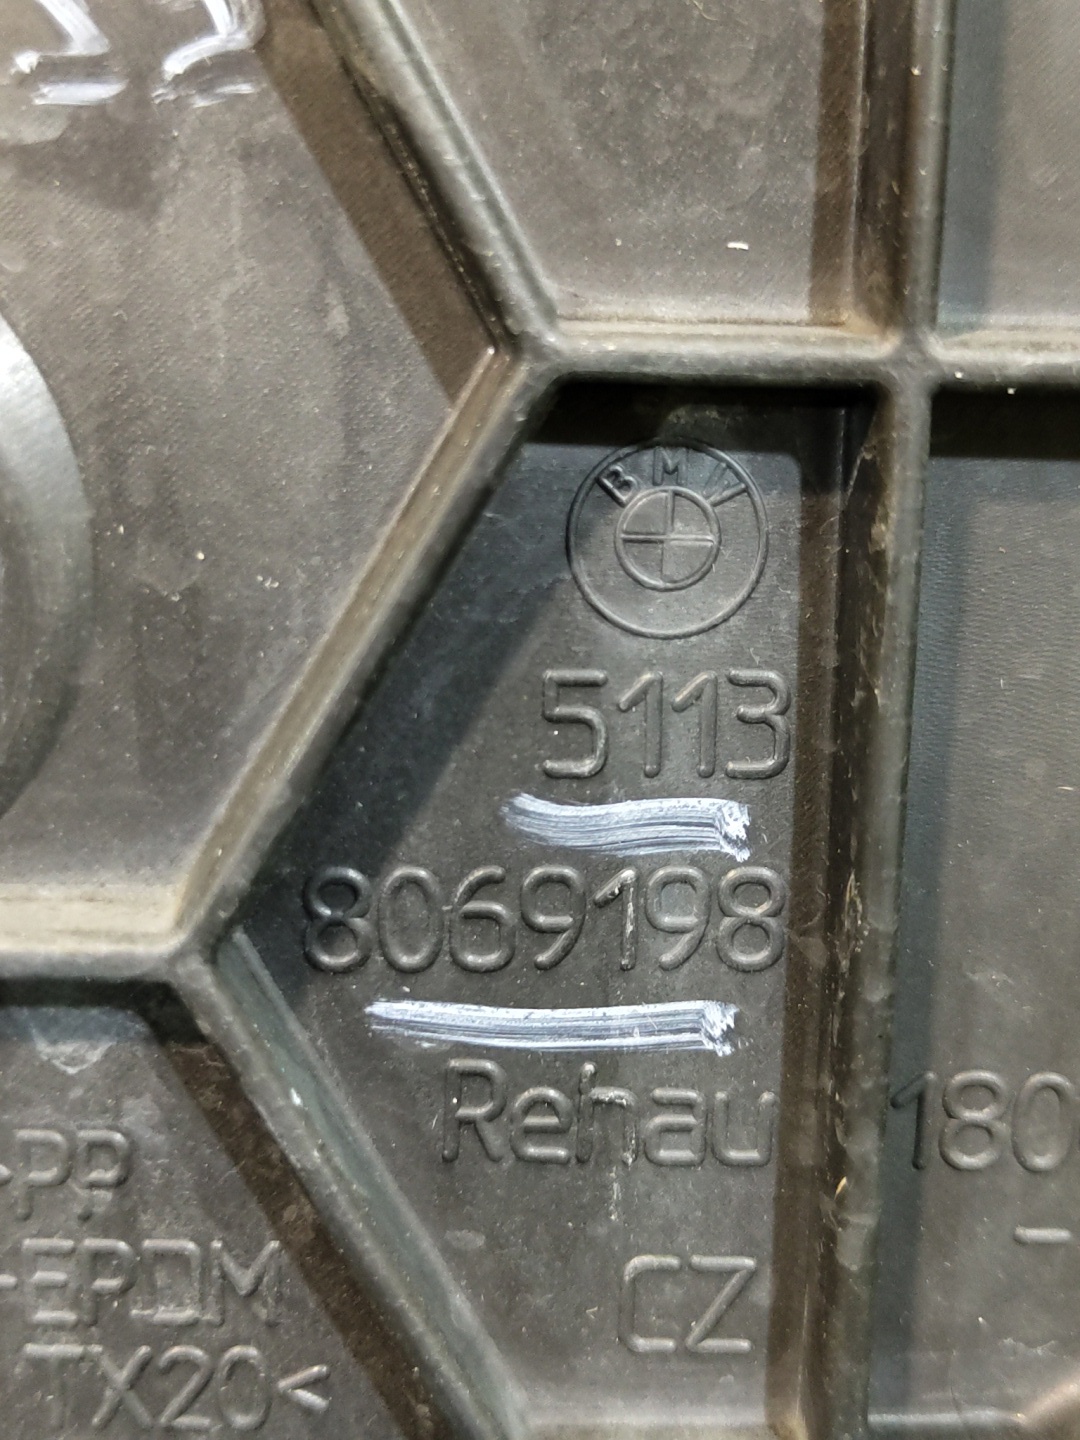 BMW
5113
8069198
Rehau
180
-
CZ
>PP
+EPDM
TX20<